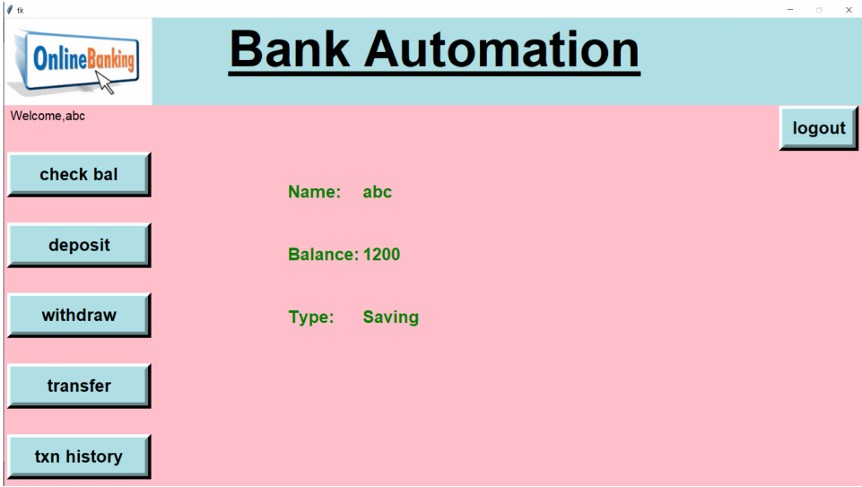 tk
OnlineBanking
Bank Automation
Welcome,abc
logout
check bal
Name: abc
deposit
Balance: 1200
withdraw
Type: Saving
transfer
txn history